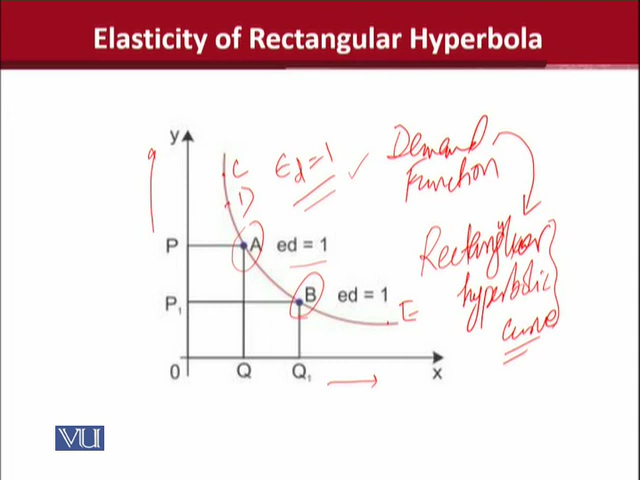 Elasticity of Rectangular Hyperbola
y
C
Ed=1
Demand
Function
D
P
A
ed = 1
Rectangular
hyperbolic
curve
P1
B
ed = 1
E
0
Q
Q1
x
VU